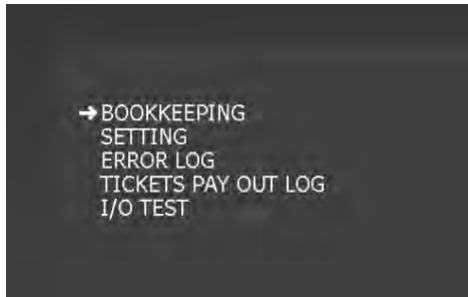 ➔BOOKKEEPING
SETTING
ERROR LOG
TICKETS PAY OUT LOG
I/O TEST